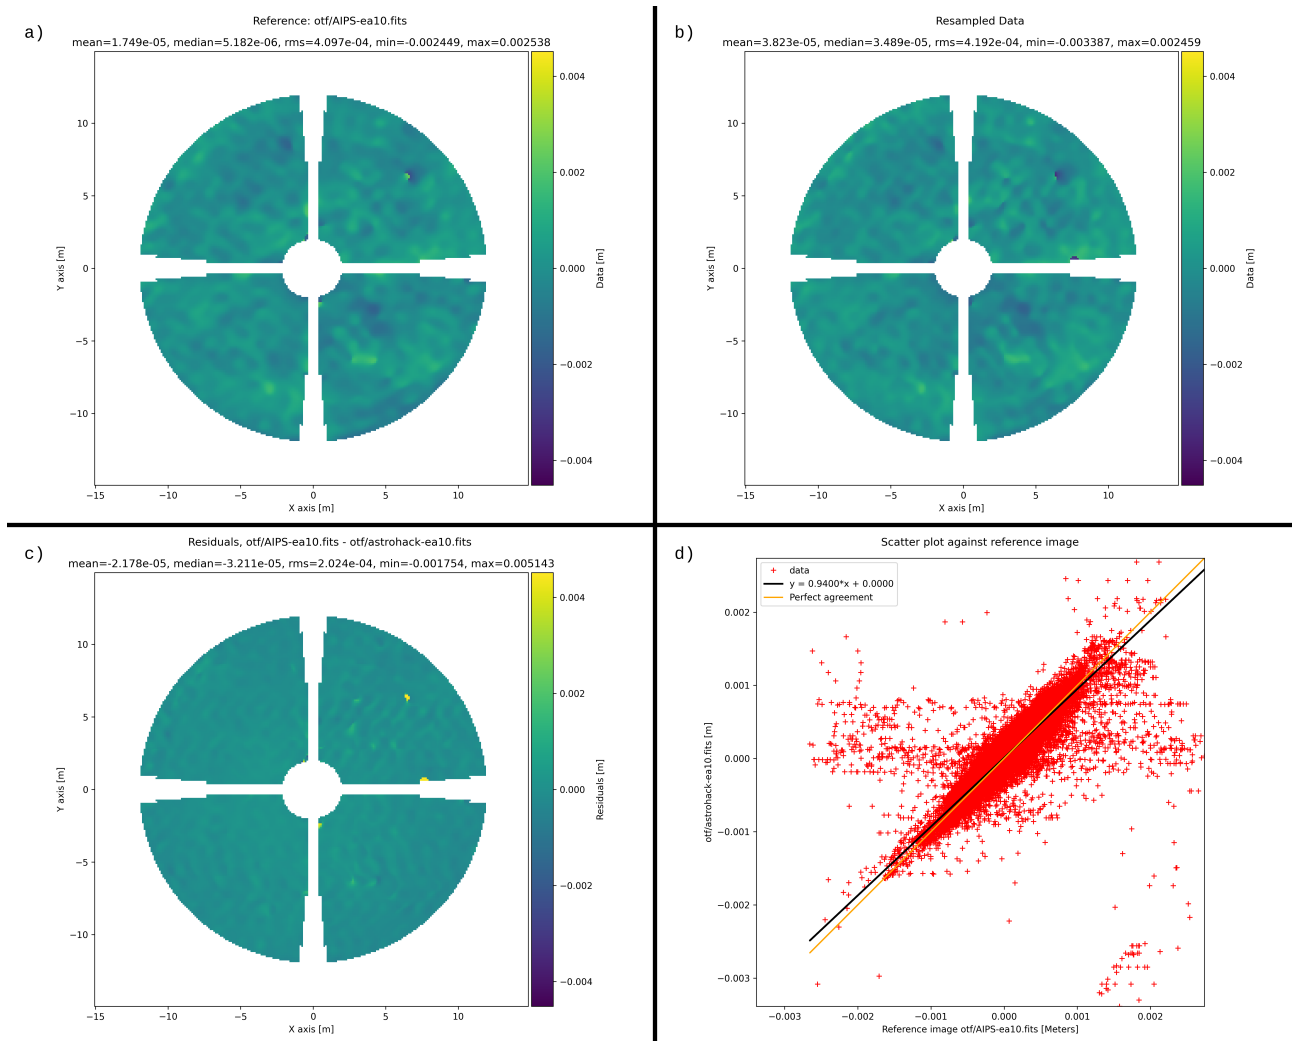 a)
Reference: otf/AIPS-ea10.fits
mean=1.749e-05, median=5.182e-06, rms=4.097e-04, min=-0.002449, max=0.002538
10
5
0
−5
−10
Y axis [m]
−15
−10
−5
0
5
10
X axis [m]
0.004
0.002
0.000
−0.002
−0.004
Data [m]
b)
Resampled Data
mean=3.823e-05, median=3.489e-05, rms=4.192e-04, min=-0.003387, max=0.002459
10
5
0
−5
−10
Y axis [m]
−15
−10
−5
0
5
10
X axis [m]
0.004
0.002
0.000
−0.002
−0.004
Data [m]
c)
Residuals, otf/AIPS-ea10.fits - otf/astrohack-ea10.fits
mean=-2.178e-05, median=-3.211e-05, rms=2.024e-04, min=-0.001754, max=0.005143
10
5
0
−5
−10
Y axis [m]
−15
−10
−5
0
5
10
X axis [m]
0.004
0.002
0.000
−0.002
−0.004
Residuals [m]
d)
Scatter plot against reference image
data
y = 0.9400*x + 0.0000
Perfect agreement
0.002
0.001
0.000
−0.001
−0.002
−0.003
otf/astrohack-ea10.fits [m]
−0.003
−0.002
−0.001
0.000
0.001
0.002
Reference image otf/AIPS-ea10.fits [Meters]